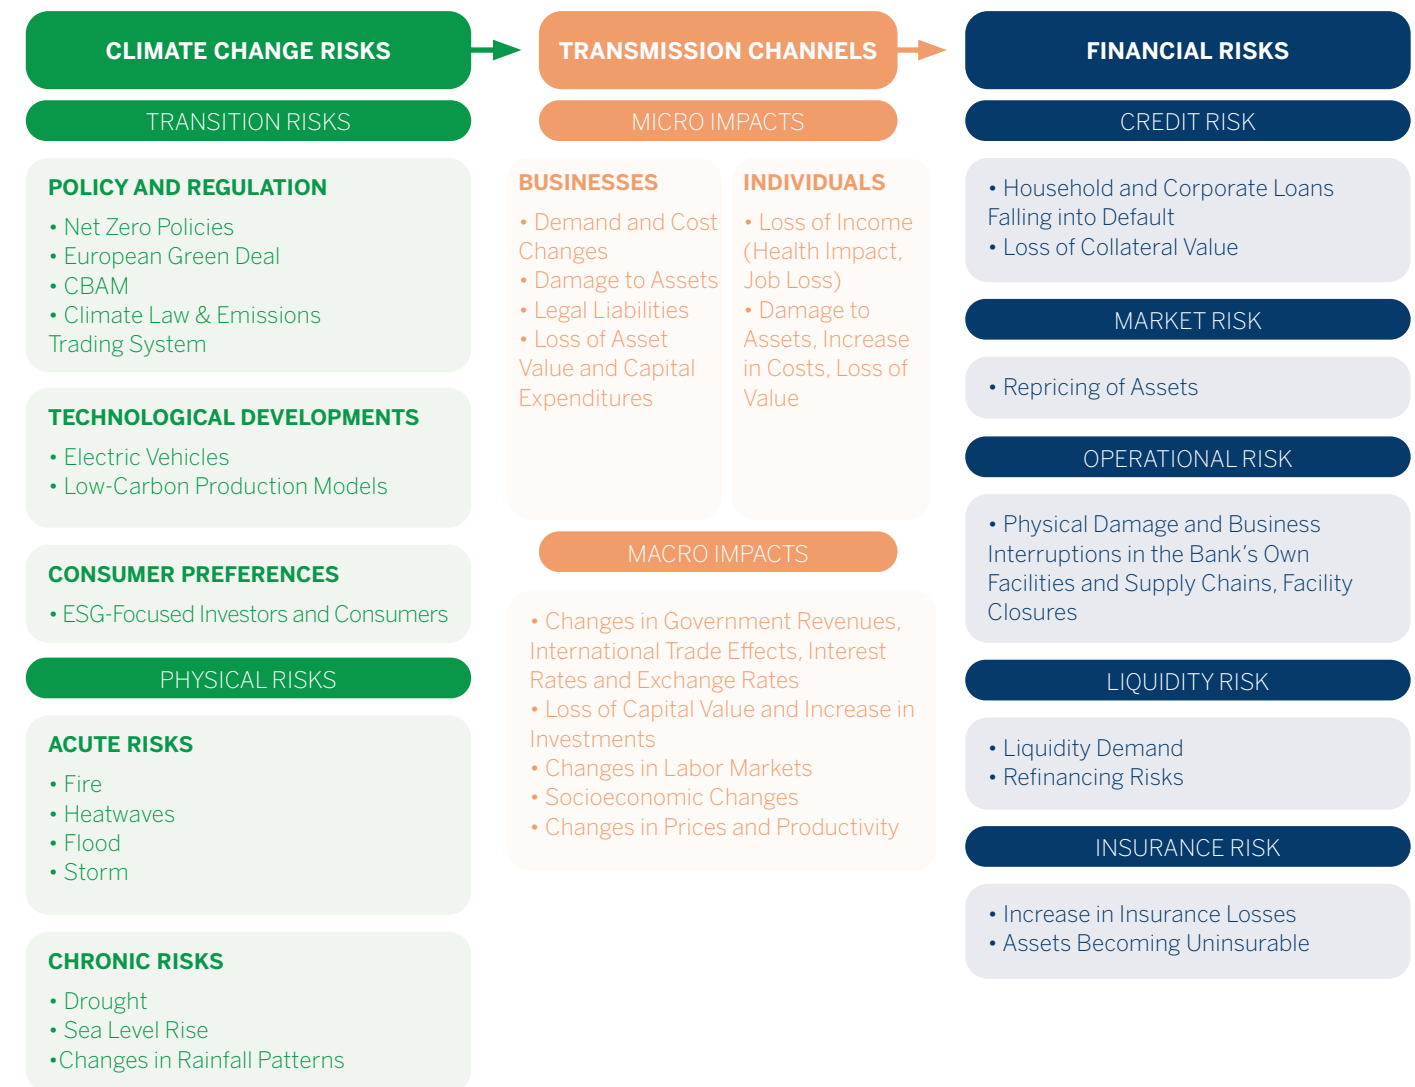 CLIMATE CHANGE RISKS
TRANSITION RISKS
POLICY AND REGULATION
• Net Zero Policies
• European Green Deal
• CBAM
• Climate Law & Emissions
Trading System
TECHNOLOGICAL DEVELOPMENTS
• Electric Vehicles
• Low-Carbon Production Models
CONSUMER PREFERENCES
• ESG-Focused Investors and Consumers
PHYSICAL RISKS
ACUTE RISKS
• Fire
• Heatwaves
• Flood
• Storm
CHRONIC RISKS
• Drought
• Sea Level Rise
•Changes in Rainfall Patterns
TRANSMISSION CHANNELS
MICRO IMPACTS
BUSINESSES
• Demand and Cost
Changes
• Damage to Assets
• Legal Liabilities
• Loss of Asset
Value and Capital
Expenditures
INDIVIDUALS
• Loss of Income
(Health Impact,
Job Loss)
• Damage to
Assets, Increase
in Costs, Loss of
Value
MACRO IMPACTS
• Changes in Government Revenues,
International Trade Effects, Interest
Rates and Exchange Rates
• Loss of Capital Value and Increase in
Investments
• Changes in Labor Markets
• Socioeconomic Changes
• Changes in Prices and Productivity
FINANCIAL RISKS
CREDIT RISK
• Household and Corporate Loans
Falling into Default
• Loss of Collateral Value
MARKET RISK
• Repricing of Assets
OPERATIONAL RISK
• Physical Damage and Business
Interruptions in the Bank's Own
Facilities and Supply Chains, Facility
Closures
LIQUIDITY RISK
• Liquidity Demand
• Refinancing Risks
INSURANCE RISK
• Increase in Insurance Losses
• Assets Becoming Uninsurable